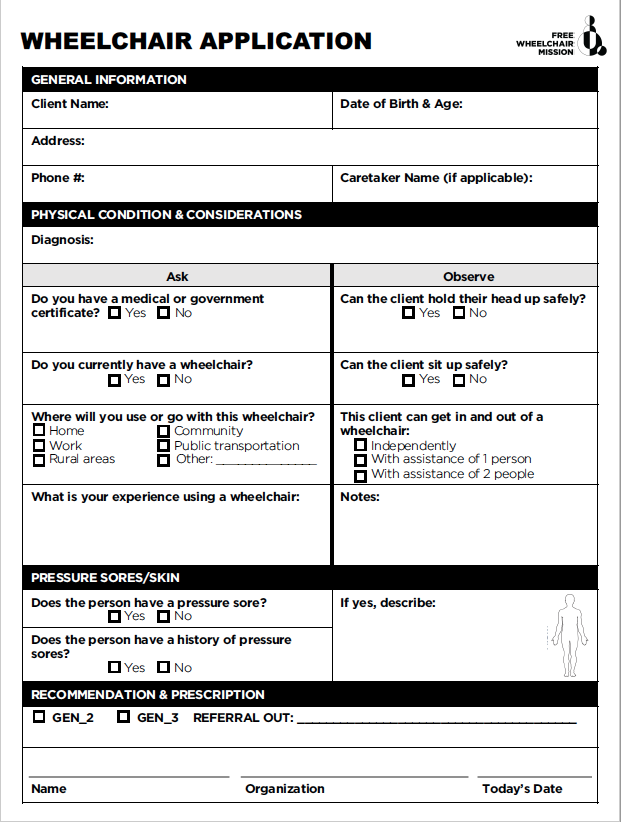 WHEELCHAIR APPLICATION
FREE
WHEELCHAIR
MISSION
GENERAL INFORMATION
Client Name:
Date of Birth & Age:
Address:
Phone #:
Caretaker Name (if applicable):
PHYSICAL CONDITION & CONSIDERATIONS
Diagnosis:
Ask
Observe
Do you have a medical or government
certificate? Yes No
Can the client hold their head up safely?
Yes No
Do you currently have a wheelchair?
Yes No
Can the client sit up safely?
Yes No
Where will you use or go with this wheelchair?
Home Community
Work Public transportation
Rural areas Other: ______________
This client can get in and out of a
wheelchair:
Independently
With assistance of 1 person
With assistance of 2 people
What is your experience using a wheelchair:
Notes:
PRESSURE SORES/SKIN
Does the person have a pressure sore?
Yes No
If yes, describe:
Does the person have a history of pressure
sores?
Yes No
RECOMMENDATION & PRESCRIPTION
GEN_2 GEN_3 REFERRAL OUT: ______________________________________
Name Organization Today's Date